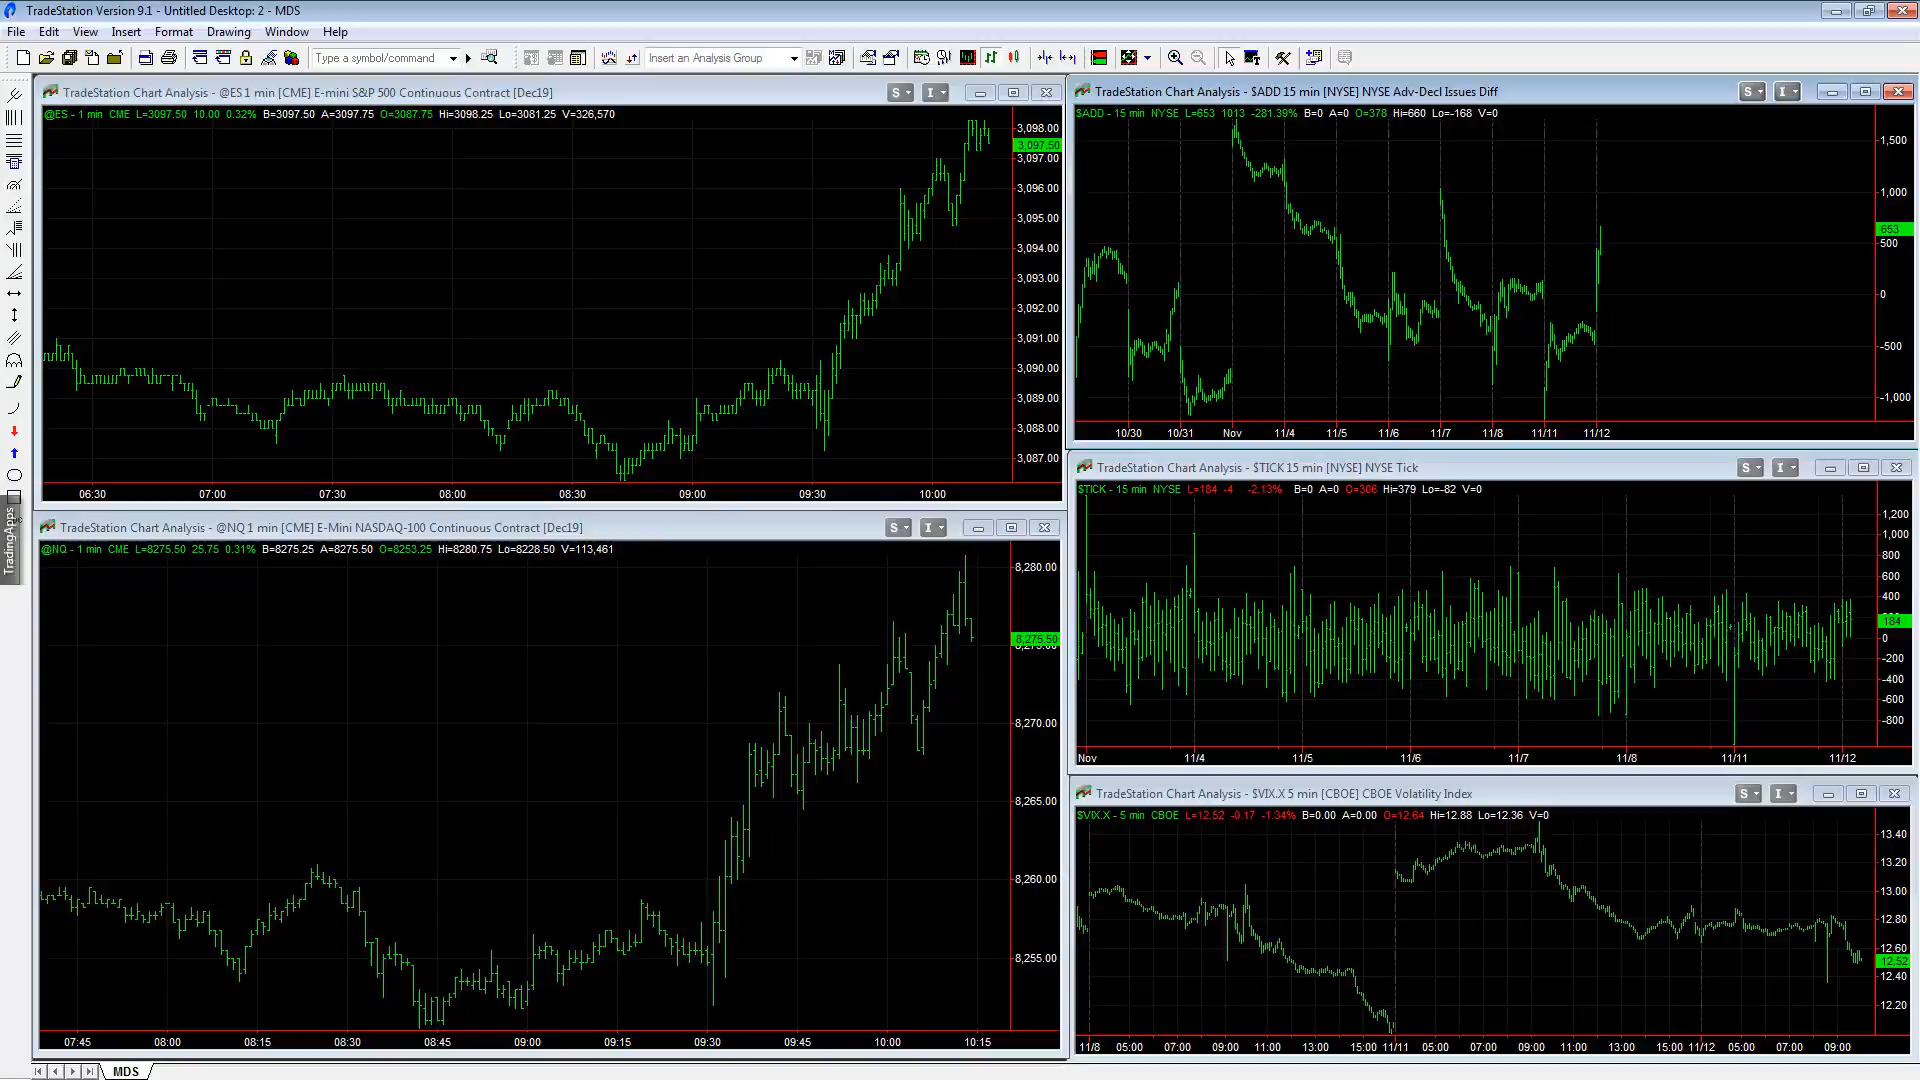 TradeStation Version 9.1 - Untitled Desktop: 2 - MDS
File Edit View Insert Format Drawing Window Help
Type a symbol/command
Insert an Analysis Group
TradingApps
TradeStation Chart Analysis - @ES 1 min [CME] E-mini S&P 500 Continuous Contract [Dec19]
S I
@ES - 1 min CME L=3097.50 10.00 0.32% B=3097.50 A=3097.75 O=3087.75 Hi=3098.25 Lo=3081.25 V=326,570
3,098.00
3,097.50
3,097.00
3,096.00
3,095.00
3,094.00
3,093.00
3,092.00
3,091.00
3,090.00
3,089.00
3,088.00
3,087.00
06:30 07:00 07:30 08:00 08:30 09:00 09:30 10:00
TradeStation Chart Analysis - @NQ 1 min [CME] E-Mini NASDAQ-100 Continuous Contract [Dec19]
S I
@NQ - 1 min CME L=8275.50 25.75 0.31% B=8275.25 A=8275.50 O=8253.25 Hi=8280.75 Lo=8228.50 V=113,461
8,280.00
8,275.50
8,275.00
8,270.00
8,265.00
8,260.00
8,255.00
07:45 08:00 08:15 08:30 08:45 09:00 09:15 09:30 09:45 10:00 10:15
TradeStation Chart Analysis - $ADD 15 min [NYSE] NYSE Adv-Decl Issues Diff
S I
$ADD - 15 min NYSE L=653 1013 -281.39% B=0 A=0 O=378 Hi=660 Lo=-168 V=0
1,500
1,000
653
500
0
-500
-1,000
10/30 10/31 Nov 11/4 11/5 11/6 11/7 11/8 11/11 11/12
TradeStation Chart Analysis - $TICK 15 min [NYSE] NYSE Tick
S I
$TICK - 15 min NYSE L=184 -4 -2.13% B=0 A=0 O=306 Hi=379 Lo=-82 V=0
1,200
1,000
800
600
400
184
0
-200
-400
-600
-800
Nov 11/4 11/5 11/6 11/7 11/8 11/11 11/12
TradeStation Chart Analysis - $VIX.X 5 min [CBOE] CBOE Volatility Index
S I
$VIX.X - 5 min CBOE L=12.52 -0.17 -1.34% B=0.00 A=0.00 O=12.64 Hi=12.88 Lo=12.36 V=0
13.40
13.20
13.00
12.80
12.60
12.52
12.40
12.20
11/8 05:00 07:00 09:00 11:00 13:00 15:00 11/11 05:00 07:00 09:00 11:00 13:00 15:00 11/12 05:00 07:00 09:00
MDS